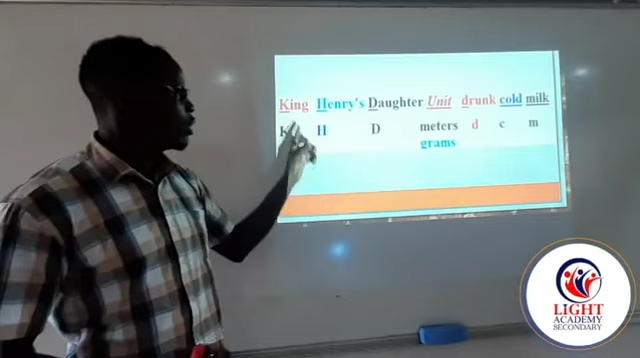 King Henry's Daughter Unit drunk cold milk
K H D meters d c m
grams
LIGHT
ACADEMY
SECONDARY